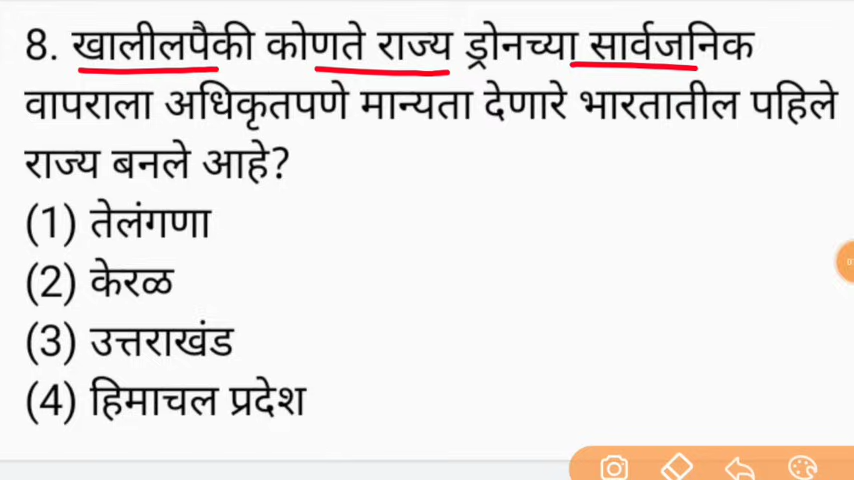 8. खालीलपैकी कोणते राज्य ड्रोनच्या सार्वजनिक
वापराला अधिकृतपणे मान्यता देणारे भारतातील पहिले
राज्य बनले आहे?
(1) तेलंगणा
(2) केरळ
(3) उत्तराखंड
(4) हिमाचल प्रदेश